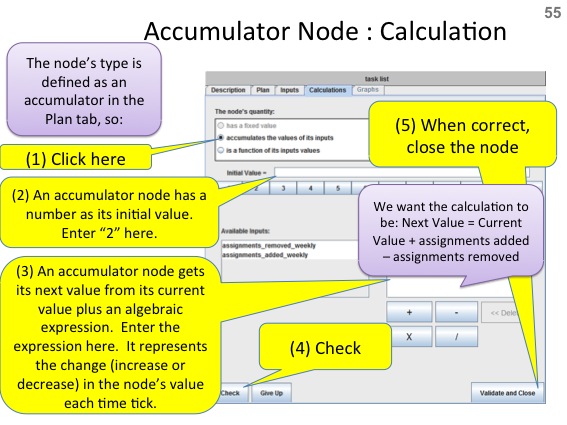 55
Accumulator Node : Calculation
The node's type is
defined as an
accumulator in the
Plan tab, so:
(1) Click here
(2) An accumulator node has a
number as its initial value.
Enter "2" here.
(3) An accumulator node gets
its next value from its current
value plus an algebraic
expression. Enter the
expression here. It represents
the change (increase or
decrease) in the node's value
each time tick.
task list
Description Plan Inputs Calculations Graphs
The node's quantity:
has a fixed value
accumulates the values of its inputs
is a function of its inputs values
Initial Value =
2 3 4 5
Available Inputs:
assignments_removed_weekly
assignments_added_weekly
(5) When correct,
close the node
We want the calculation to
be: Next Value = Current
Value + assignments added
– assignments removed
+ - <<
X /
(4) Check
Check Give Up Validate and Close